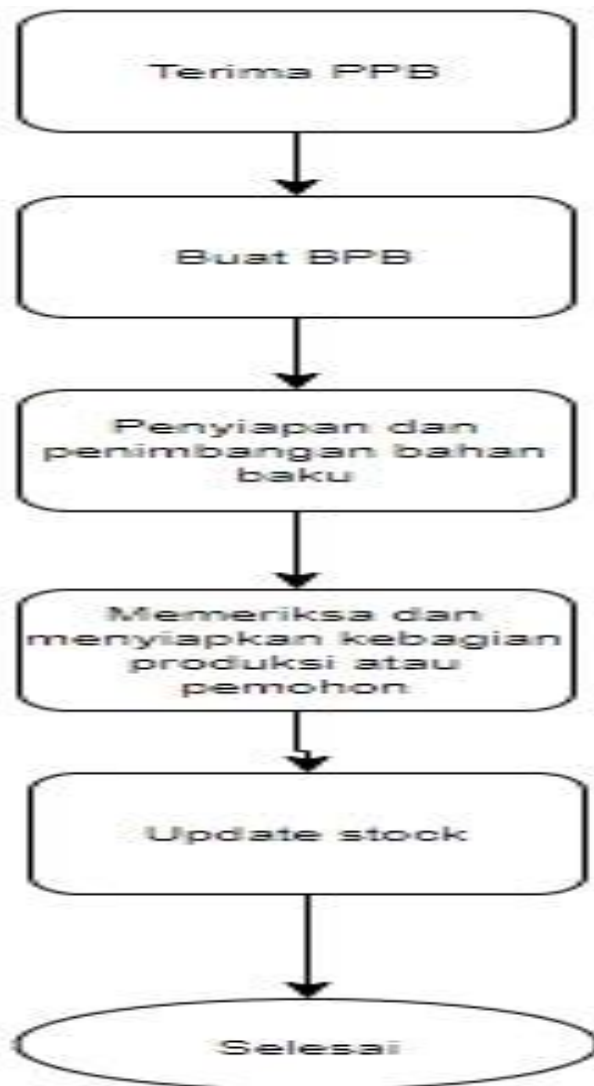 Terima PPB
Buat BPB
Penyiapan dan
penimbangan bahan
baku
Memeriksa dan
menyiapkan kebagian
produksi atau
pemohon
Update stock
Selesai